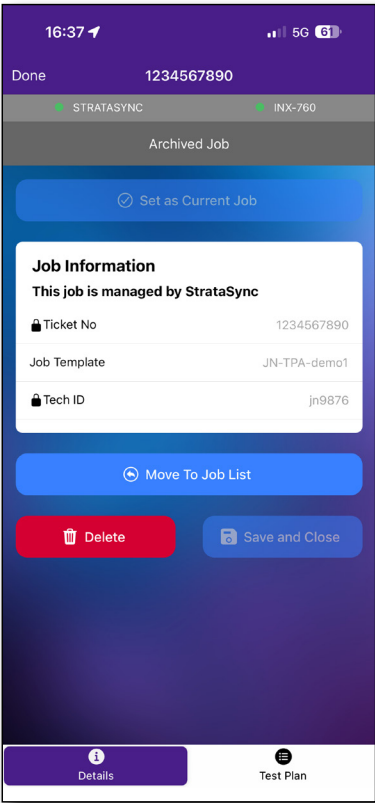 16:37 5G 61
Done 1234567890
STRATASYNC INX-760
Archived Job
Set as Current Job
Job Information
This job is managed by StrataSync
Ticket No 1234567890
Job Template JN-TPA-demo1
Tech ID jn9876
Move To Job List
Delete Save and Close
Details Test Plan